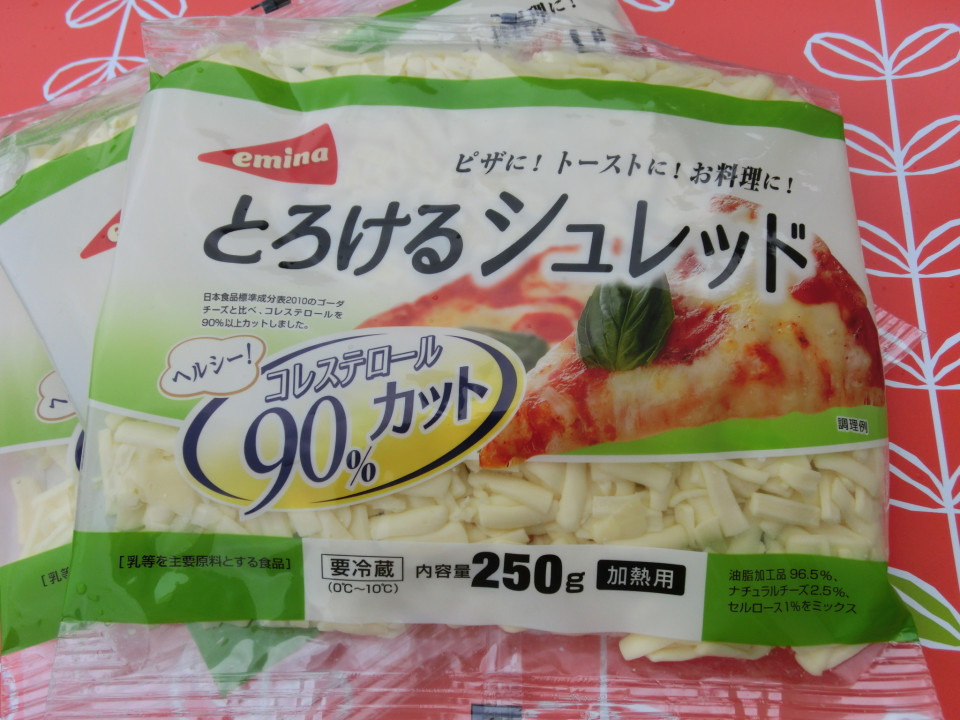 emina
ピザに！トーストに！お料理に！
とろけるシュレッド
日本食品標準成分表2010のゴーダ
チーズと比べ、コレステロールを
90%以上カットしました。
ヘルシー！
コレステロール
90%カット
調理例
[乳等を主要原料とする食品]
要冷蔵
(0℃〜10℃)
内容量250g
加熱用
油脂加工品96.5%、
ナチュラルチーズ2.5%、
セルロース1%をミックス